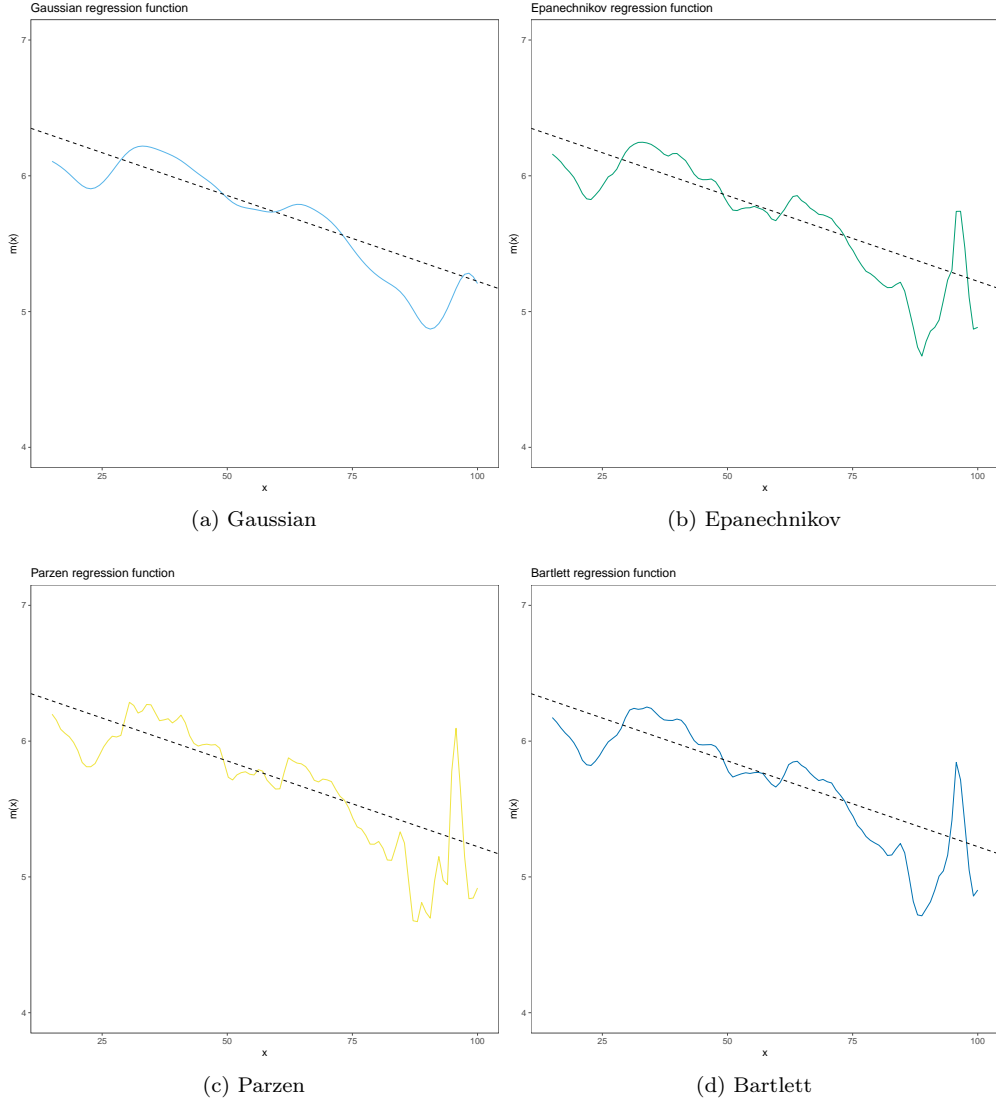 Gaussian regression function
7
6
5
4
m(x)
25 50 75 100
x
(a) Gaussian
Epanechnikov regression function
7
6
5
4
m(x)
25 50 75 100
x
(b) Epanechnikov
Parzen regression function
7
6
5
4
m(x)
25 50 75 100
x
(c) Parzen
Bartlett regression function
7
6
5
4
m(x)
25 50 75 100
x
(d) Bartlett